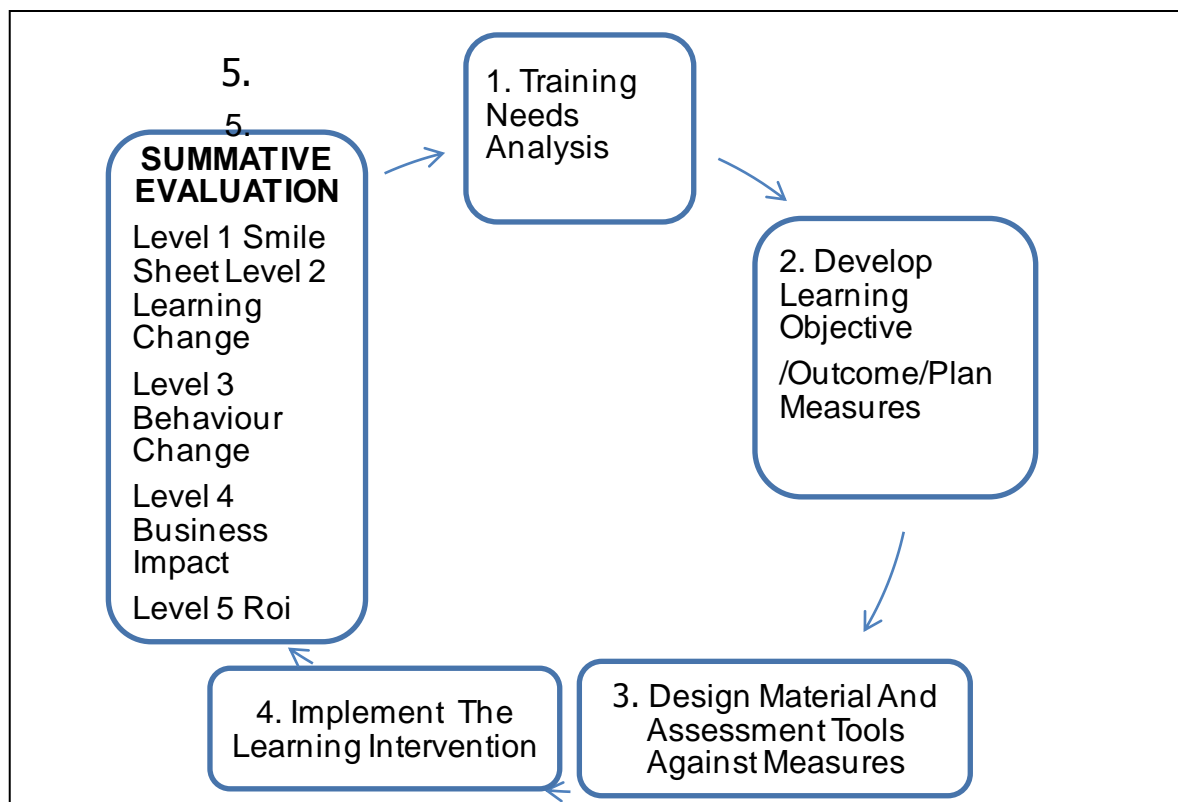 5.
5.
SUMMATIVE
EVALUATION
Level 1 Smile
Sheet Level 2
Learning
Change
Level 3
Behaviour
Change
Level 4
Business
Impact
Level 5 Roi
1. Training
Needs
Analysis
2. Develop
Learning
Objective
/Outcome/Plan
Measures
3. Design Material And
Assessment Tools
Against Measures
4. Implement The
Learning Intervention